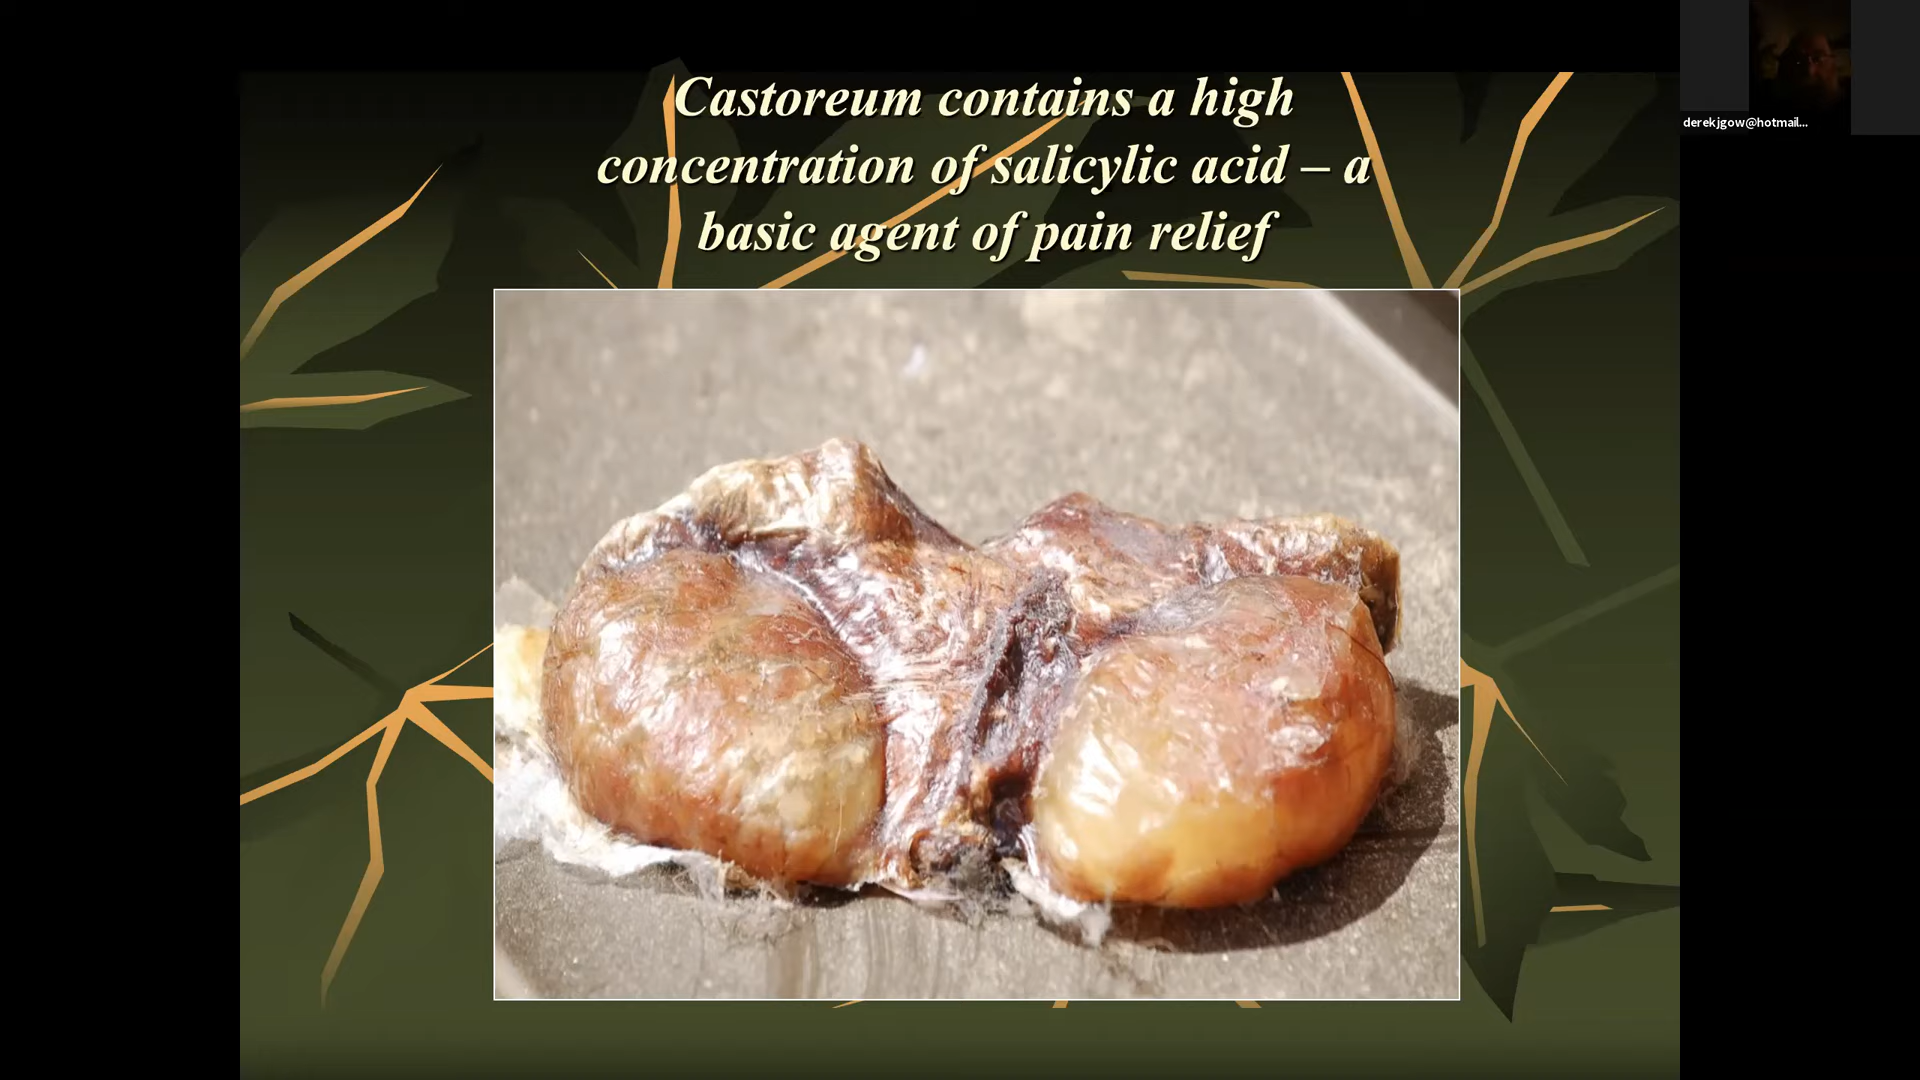 Castoreum contains a high
concentration of salicylic acid – a
basic agent of pain relief
derekjgow@hotmail...